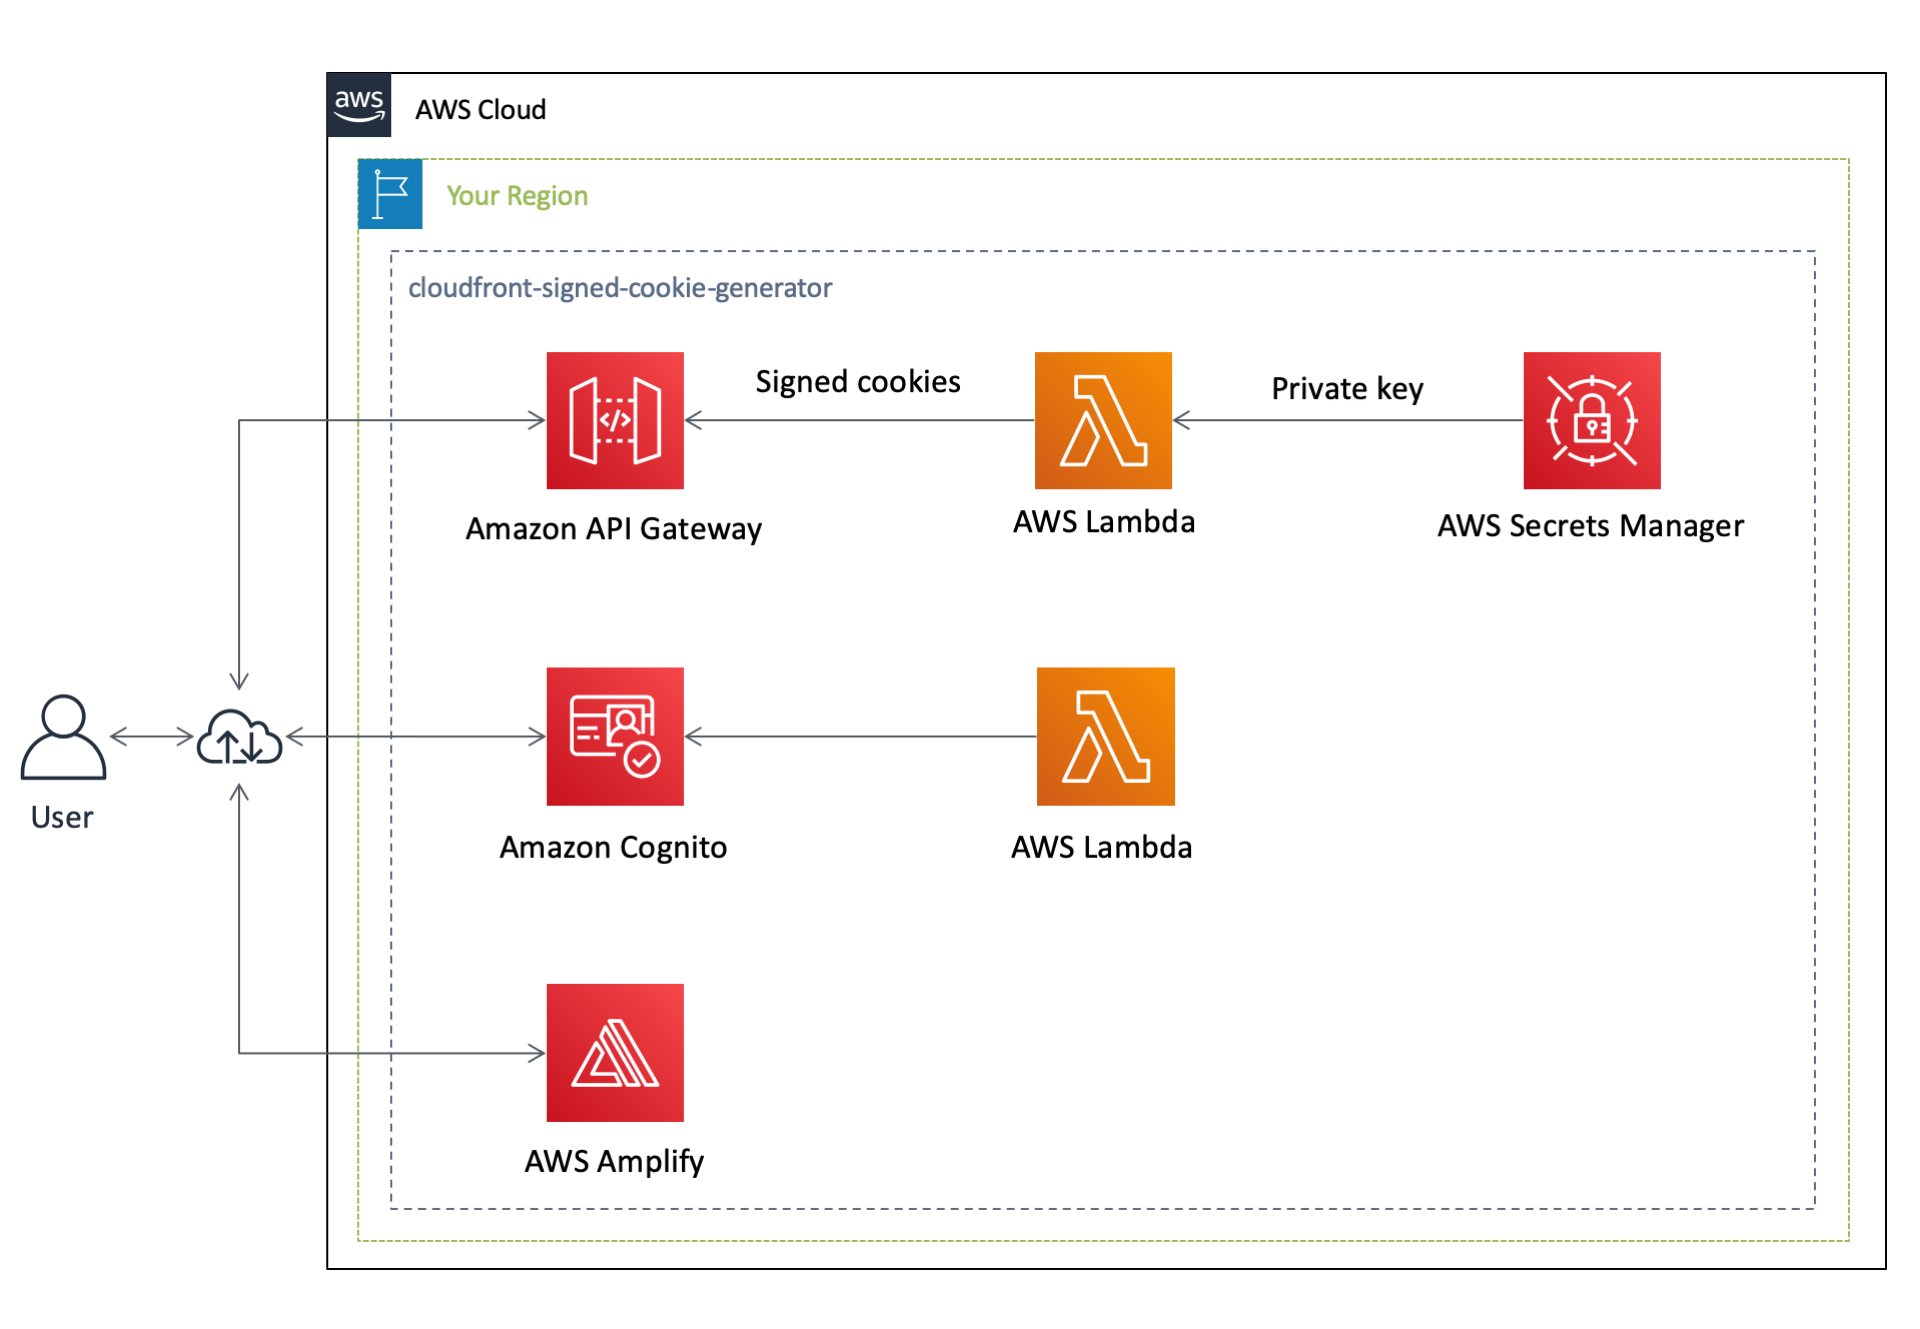 aws
AWS Cloud
Your Region
cloudfront-signed-cookie-generator
Signed cookies
Private key
</>
Amazon API Gateway
AWS Lambda
AWS Secrets Manager
User
Amazon Cognito
AWS Lambda
AWS Amplify